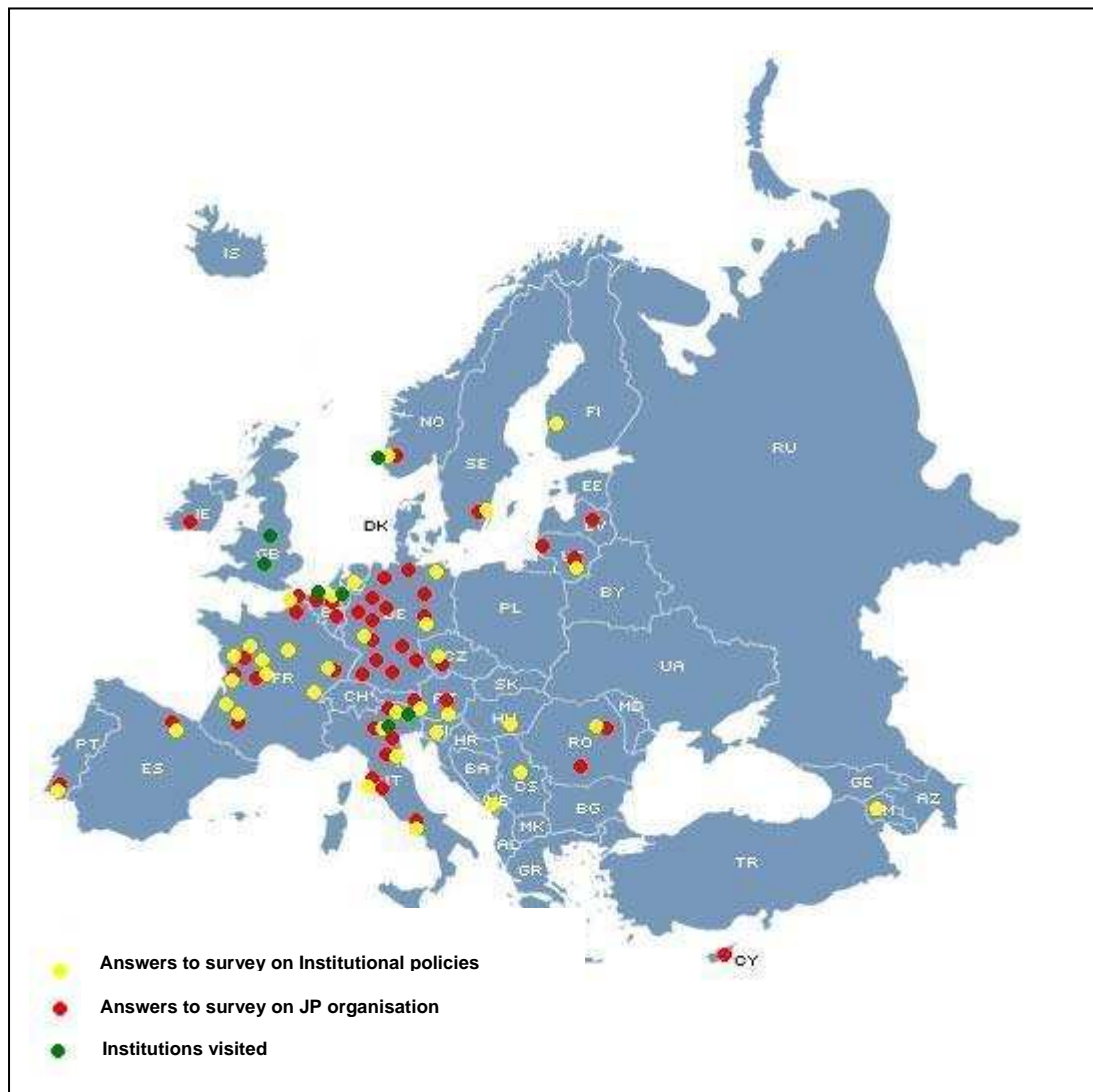 IS
NO
FI
SE
RU
EE
IE
DK
LV
GB
BY
PL
DE
B
CZ
UA
FR
SK
CH
MD
HU
RO
HR
PT
ES
BA
IT
CS
GE
BG
AZ
MK
AL
TR
GR
CY
Answers to survey on Institutional policies
Answers to survey on JP organisation
Institutions visited